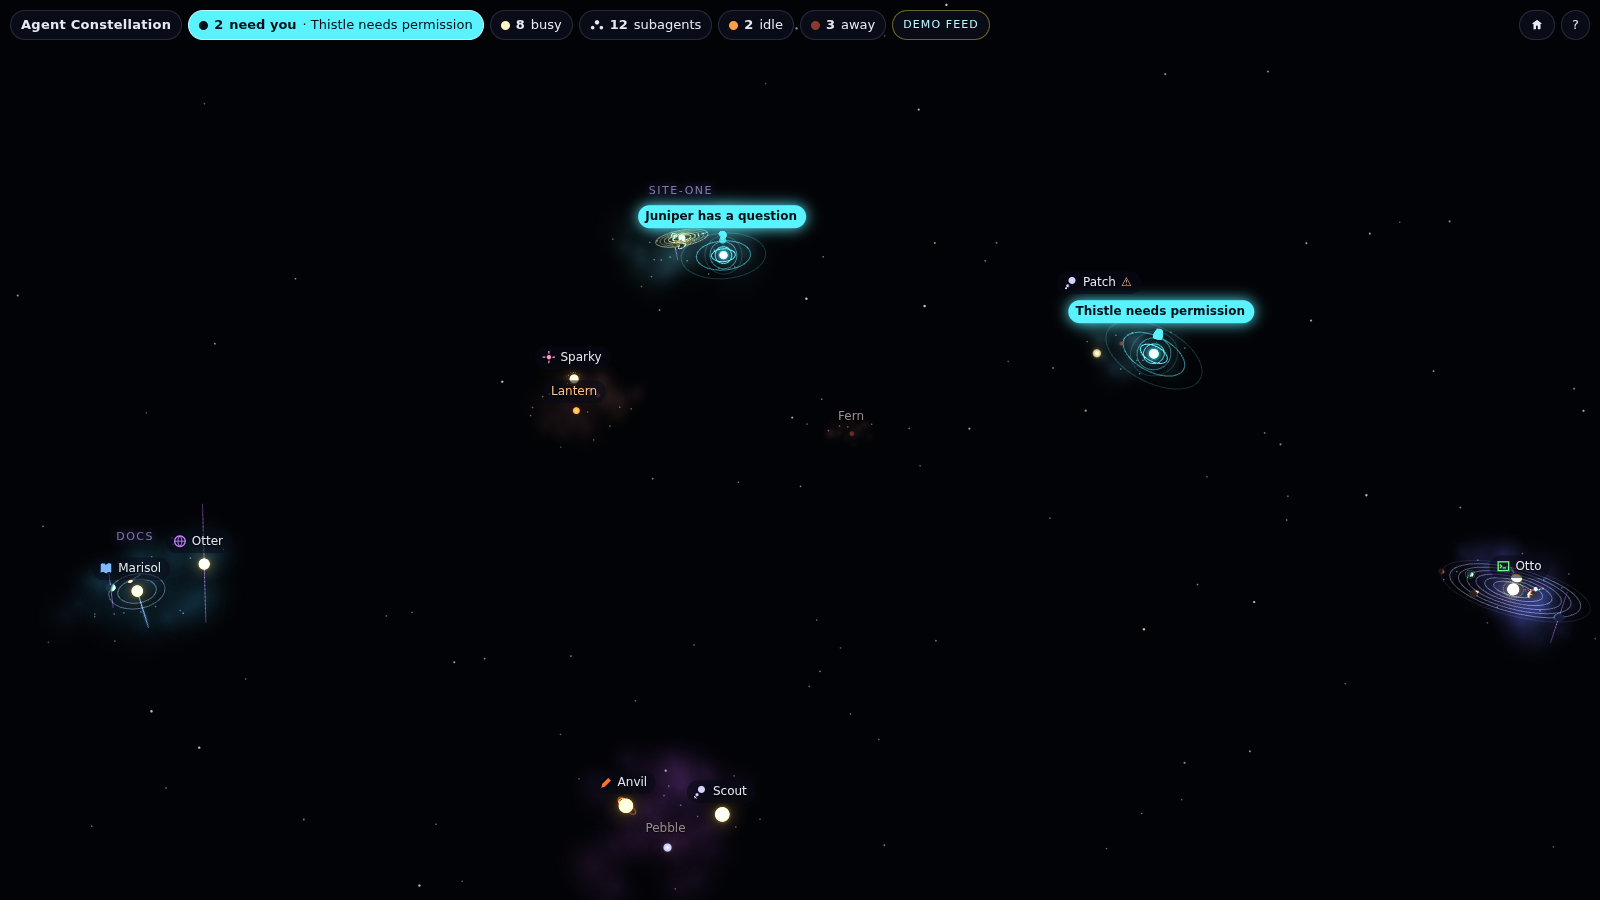 Agent Constellation
2 need you · Thistle needs permission
8 busy
12 subagents
2 idle
3 away
DEMO FEED
?
SITE-ONE
Juniper has a question
Patch ⚠
Thistle needs permission
Sparky
Lantern
Fern
DOCS
Otter
Marisol
Otto
Anvil
Scout
Pebble